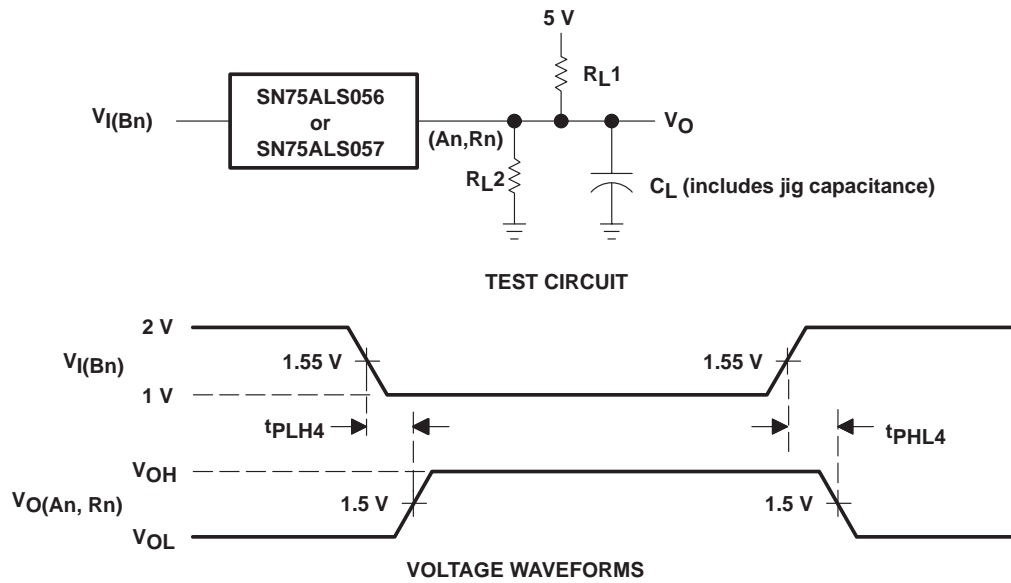 5 V
RL1
SN75ALS056
or
SN75ALS057
VI(Bn)
(An,Rn)
VO
RL2
CL (includes jig capacitance)
TEST CIRCUIT
2 V
VI(Bn)
1.55 V
1.55 V
1 V
tPLH4
tPHL4
VOH
VO(An, Rn)
1.5 V
1.5 V
VOL
VOLTAGE WAVEFORMS